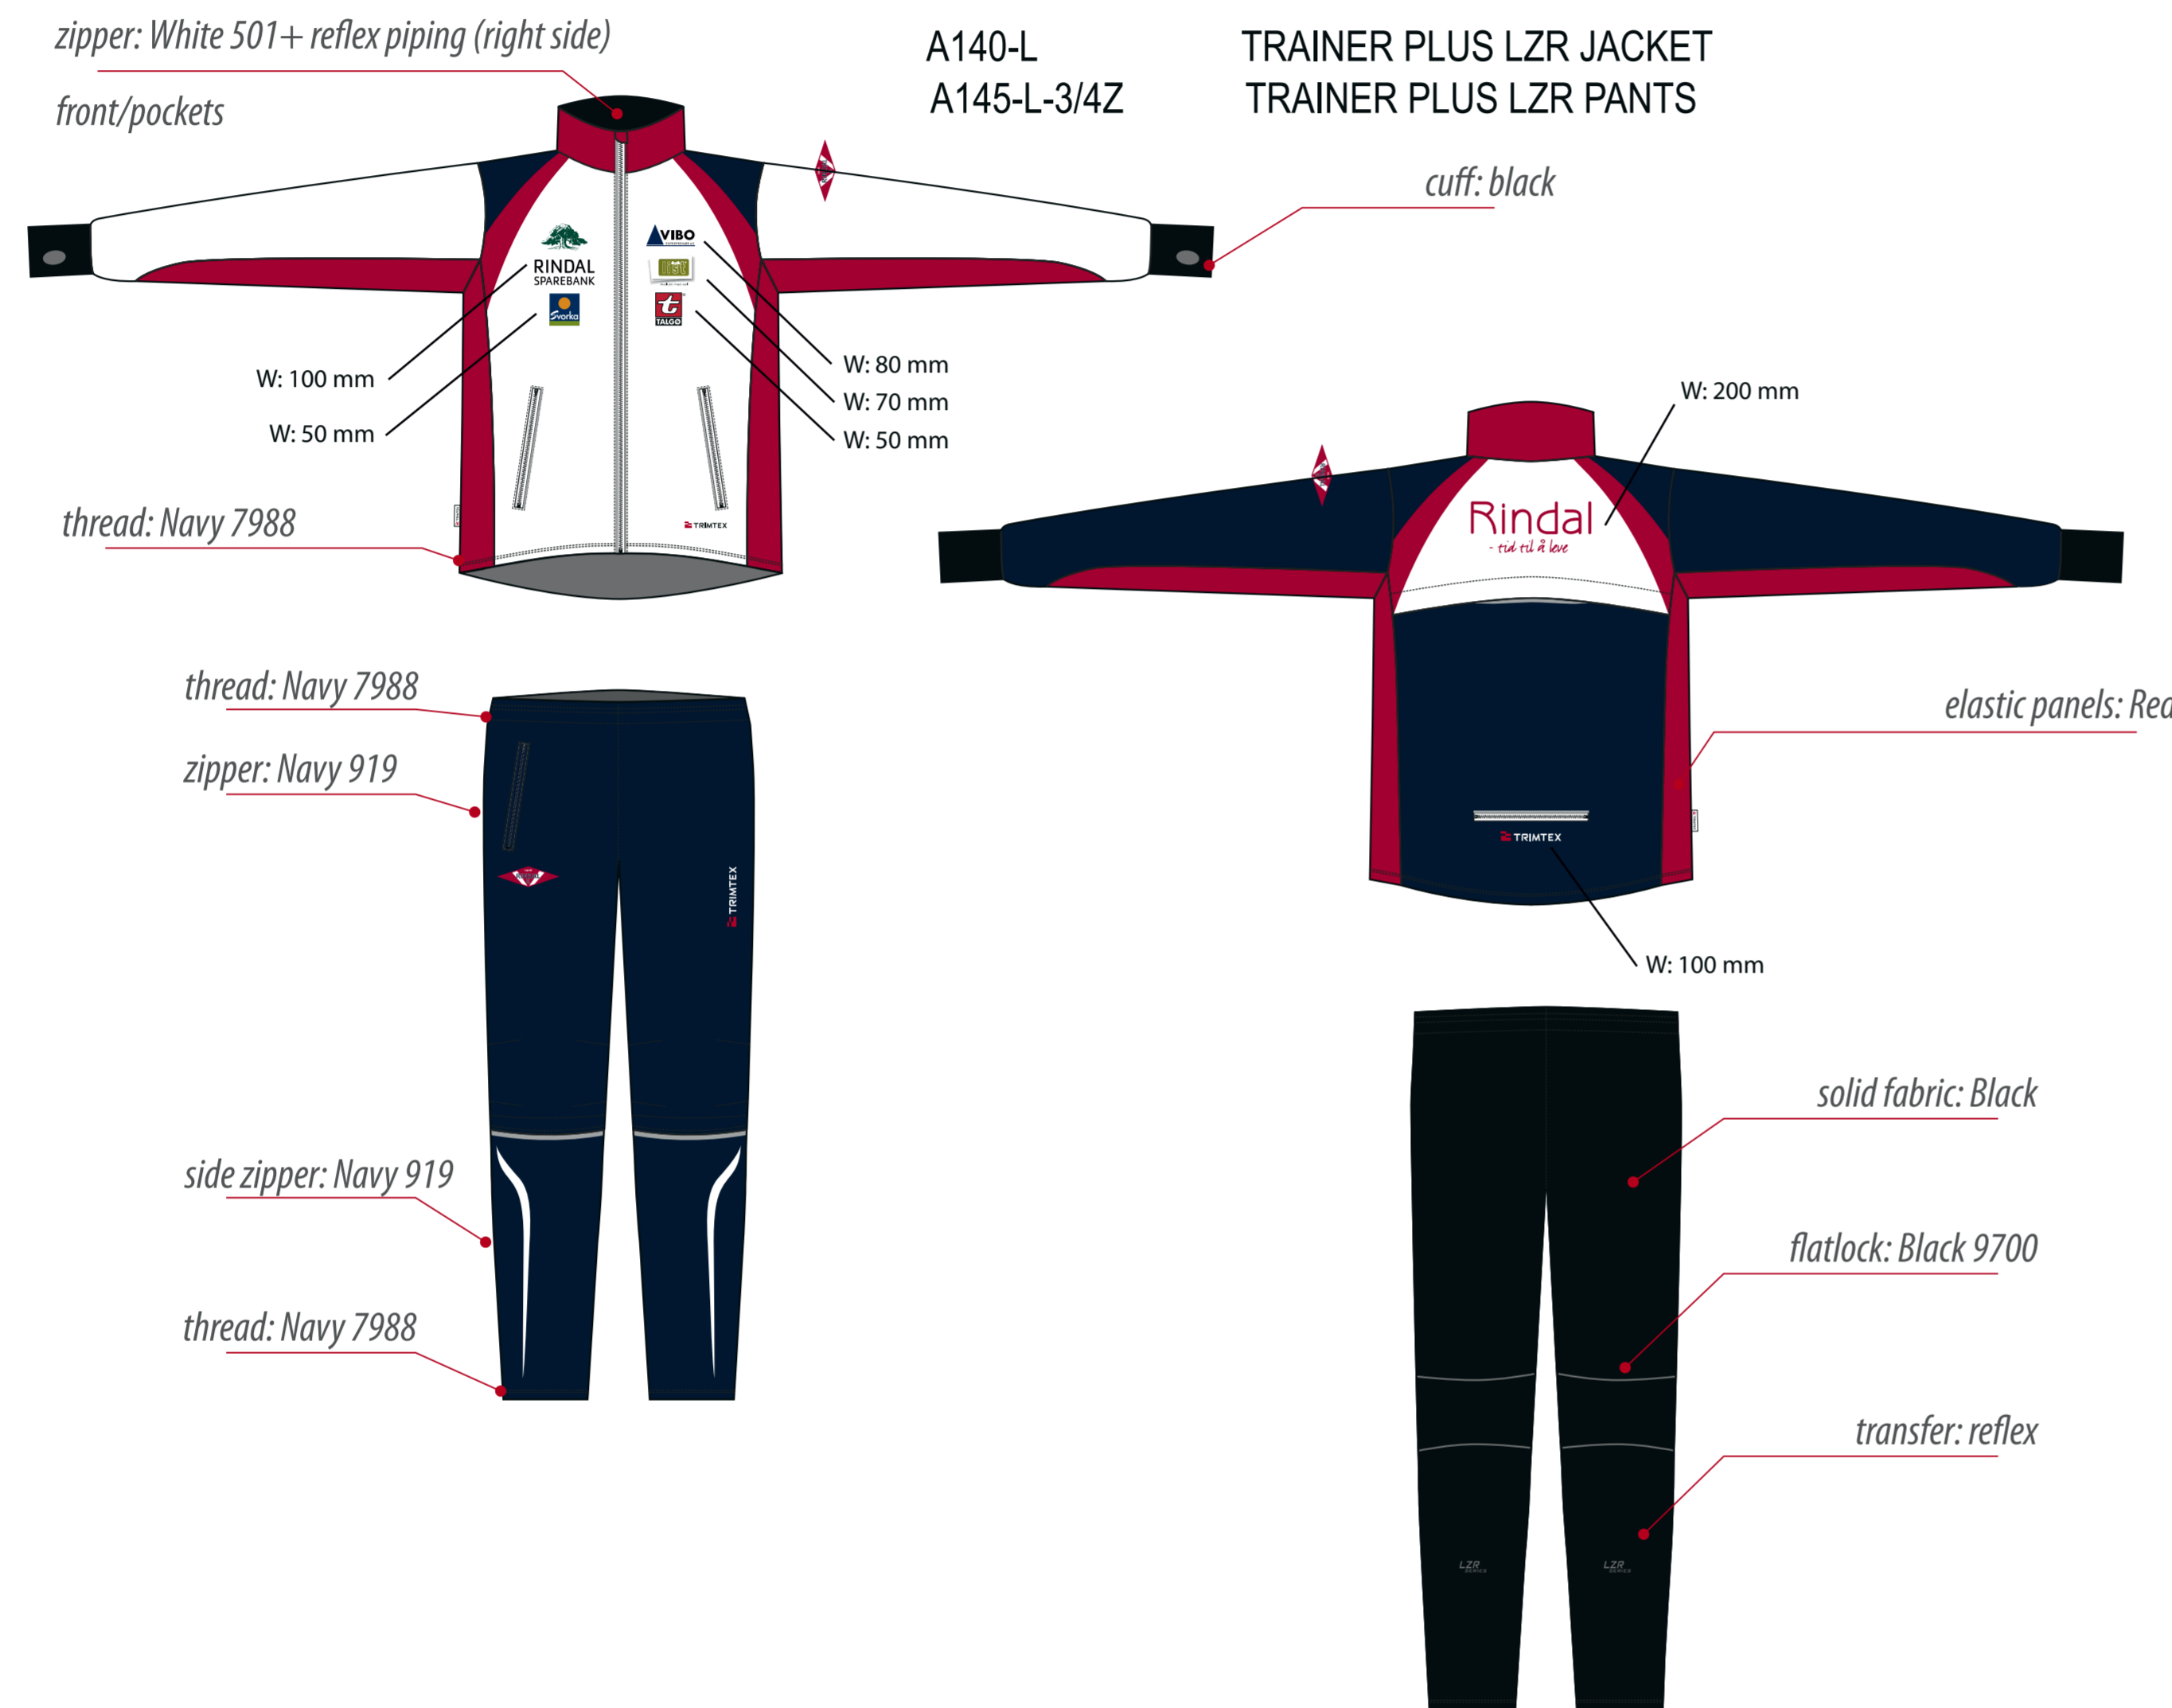 zipper: White 501+ reflex piping (right side)
front/pockets
A140-L TRAINER PLUS LZR JACKET
A145-L-3/4Z TRAINER PLUS LZR PANTS
cuff: black
RINDAL
SPAREBANK
Svorka
VIBO
TALGØ
W: 100 mm
W: 50 mm
W: 80 mm
W: 70 mm
W: 50 mm
TRIMTEX
thread: Navy 7988
W: 200 mm
Rindal
- tid til å leve
elastic panels: Red
TRIMTEX
W: 100 mm
thread: Navy 7988
zipper: Navy 919
TRIMTEX
side zipper: Navy 919
thread: Navy 7988
solid fabric: Black
flatlock: Black 9700
transfer: reflex
LZR
SERIES
LZR
SERIES